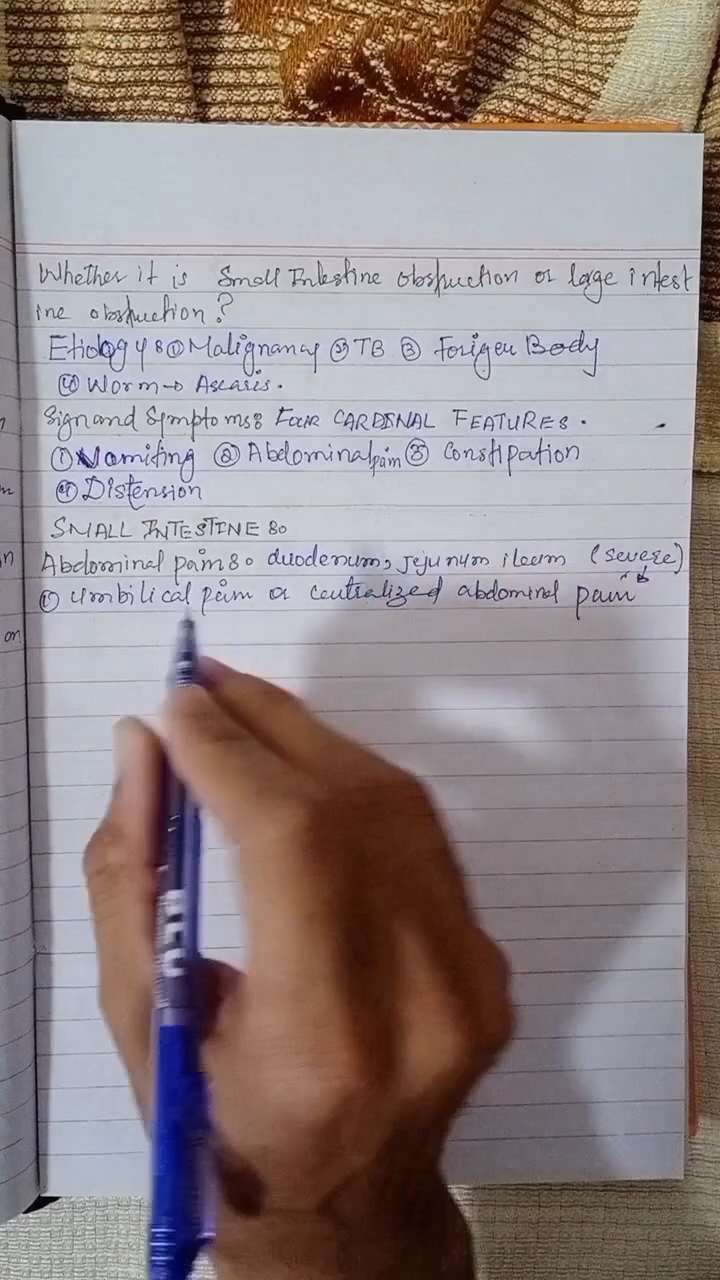 Whether it is Small Intestine obstruction or large intest
ine obstruction?
Etiology : ① Malignancy ② TB ③ Forigen Body
④ Worm → Ascaris.
Sign and Symptoms : FOUR CARDINAL FEATURES.
① Vomiting ② Abdominal pain ③ Constipation
④ Distension
SMALL INTESTINE :
Abdominal pain : duodenum, Jejunum ileum (severe)
① umbilical pain or centralized abdominal pain
on